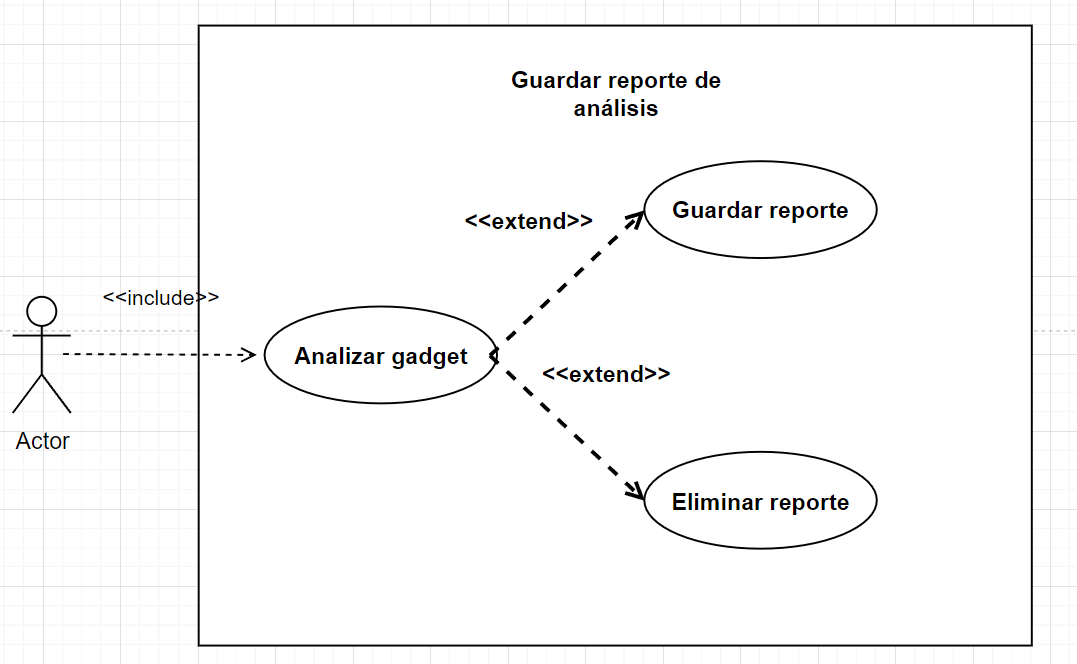 Guardar reporte de
análisis
<<extend>>
Guardar reporte
<<include>>
Analizar gadget
<<extend>>
Actor
Eliminar reporte